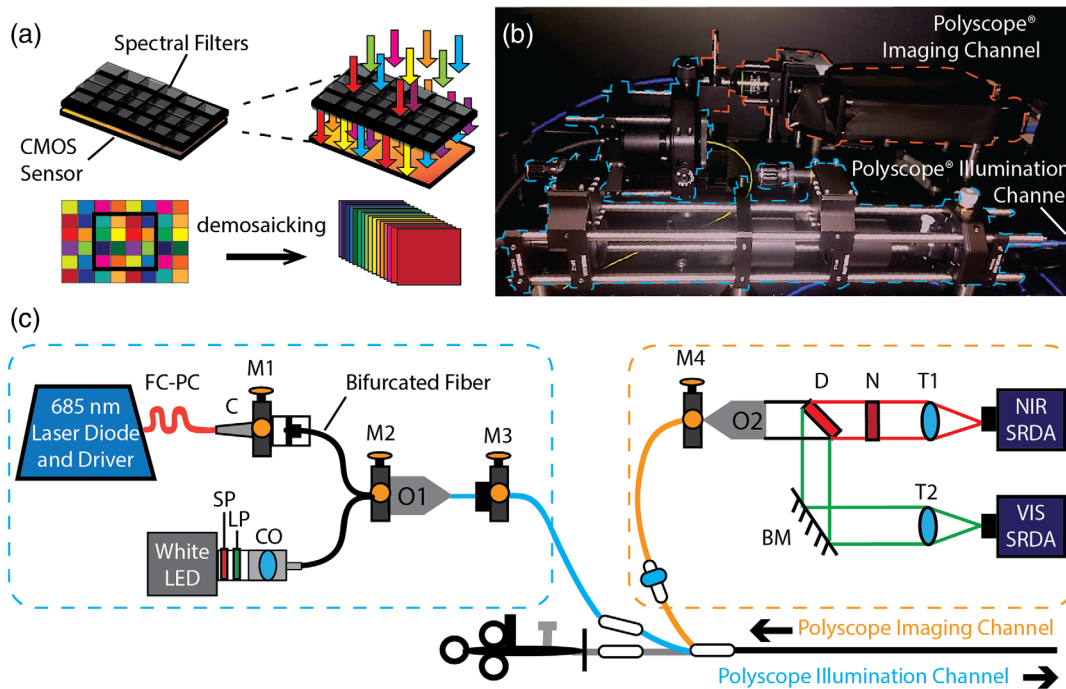 (a)
Spectral Filters
CMOS
Sensor
demosaicking
(b)
Polyscope®
Imaging Channel
Polyscope® Illumination
Channel
(c)
685 nm
Laser Diode
and Driver
FC-PC
C
M1
Bifurcated Fiber
M2
O1
M3
SP
LP
CO
White
LED
M4
O2
D
N
T1
NIR
SRDA
T2
BM
VIS
SRDA
Polyscope Imaging Channel
Polyscope Illumination Channel